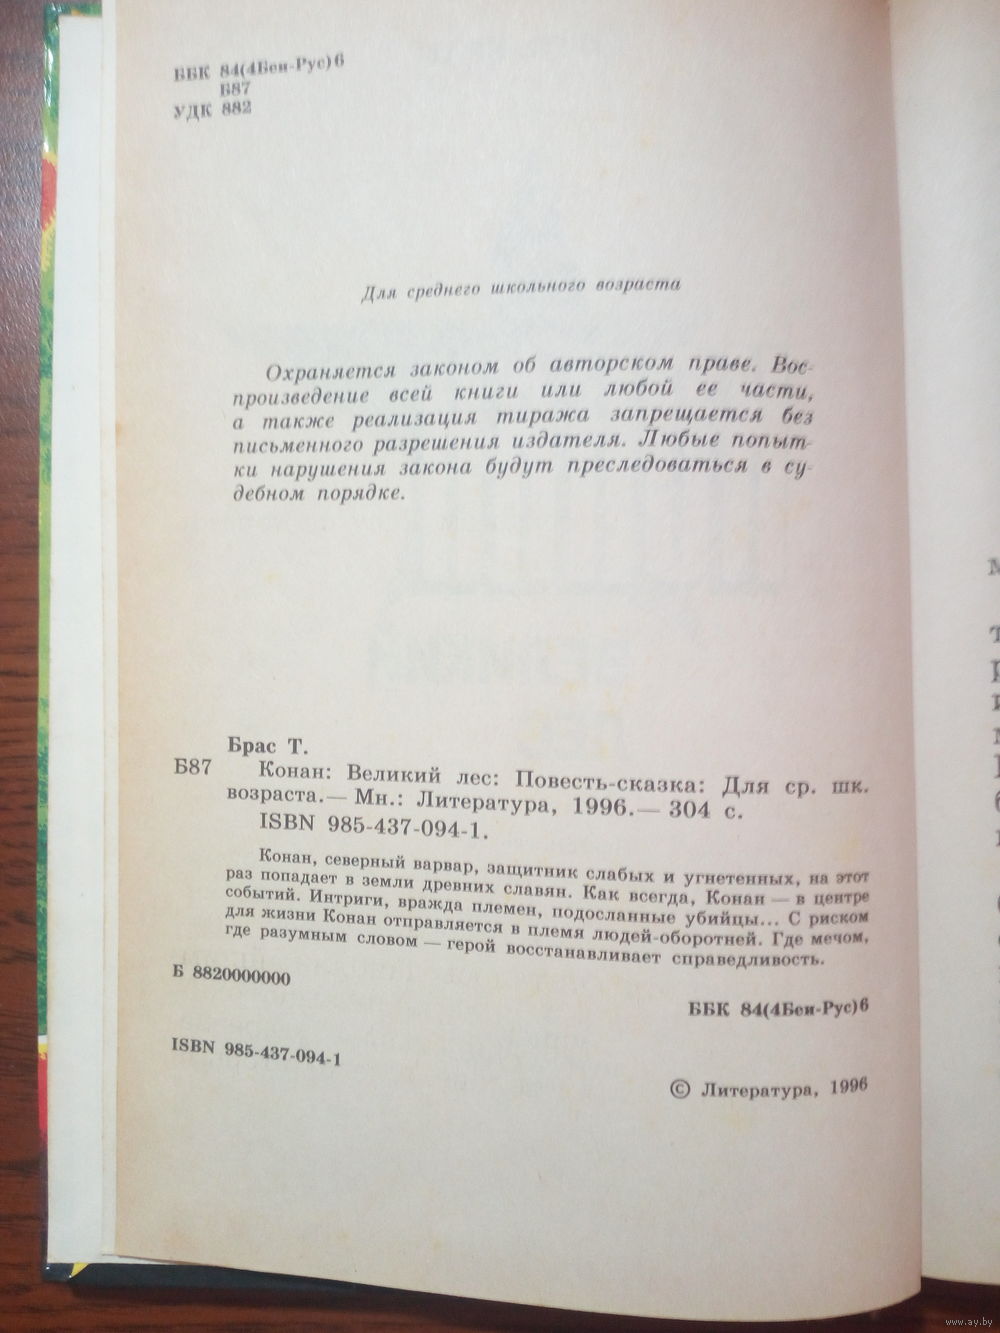 ББК 84(4Беи-Рус)6
Б87
УДК 882
Для среднего школьного возраста
Охраняется законом об авторском праве. Вос-
произведение всей книги или любой ее части,
а также реализация тиража запрещается без
письменного разрешения издателя. Любые попыт-
ки нарушения закона будут преследоваться в су-
дебном порядке.
Брас Т.
Б87 Конан: Великий лес: Повесть-сказка: Для ср. шк.
возраста.— Мн.: Литература, 1996.— 304 с.
ISBN 985-437-094-1.
Конан, северный варвар, защитник слабых и угнетенных, на этот
раз попадает в земли древних славян. Как всегда, Конан — в центре
событий. Интриги, вражда племен, подосланные убийцы... С риском
для жизни Конан отправляется в племя людей-оборотней. Где мечом,
где разумным словом — герой восстанавливает справедливость.
Б 8820000000
ББК 84(4Беи-Рус)6
ISBN 985-437-094-1
© Литература, 1996
www.ay.by